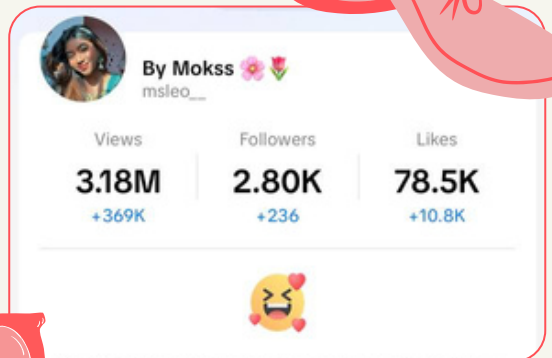 By Mokss 🌸🌷
msleo__
Views Followers Likes
3.18M 2.80K 78.5K
+369K +236 +10.8K